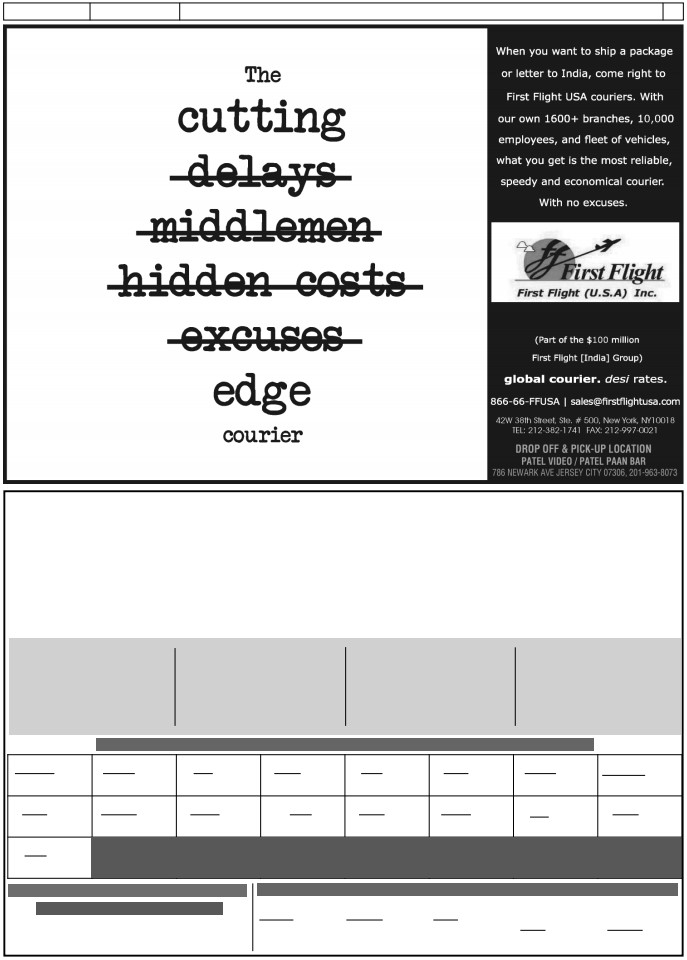 The
cutting
delays
middlemen
hidden costs
excuses
edge
courier
When you want to ship a package
or letter to India, come right to
First Flight USA couriers. With
our own 1600+ branches, 10,000
employees, and fleet of vehicles,
what you get is the most reliable,
speedy and economical courier.
With no excuses.
ff
First Flight
First Flight (U.S.A) Inc.
(Part of the $100 million
First Flight [India] Group)
global courier. desi rates.
866-66-FFUSA | sales@firstflightusa.com
42W 38th Street, Ste. # 500, New York, NY10018
TEL: 212-382-1741 FAX: 212-997-0021
DROP OFF & PICK-UP LOCATION
PATEL VIDEO / PATEL PAAN BAR
786 NEWARK AVE JERSEY CITY 07306, 201-963-8073